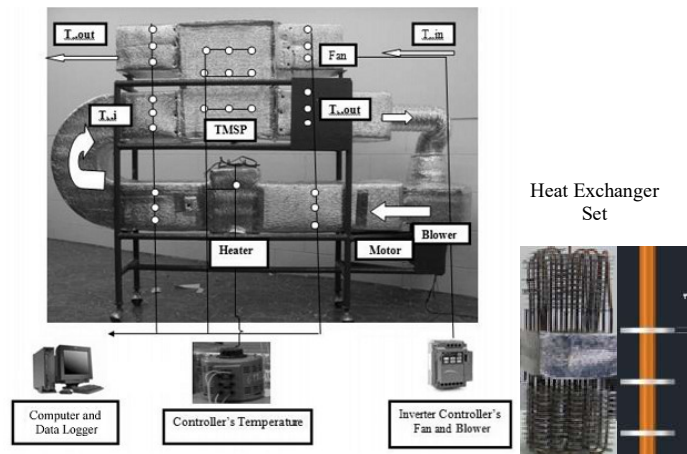 T..out
T..in
Fan
T..i
T..out
TMSP
Heater
Motor
Blower
Heat Exchanger
Set
Computer and
Data Logger
Controller's Temperature
Inverter Controller's
Fan and Blower